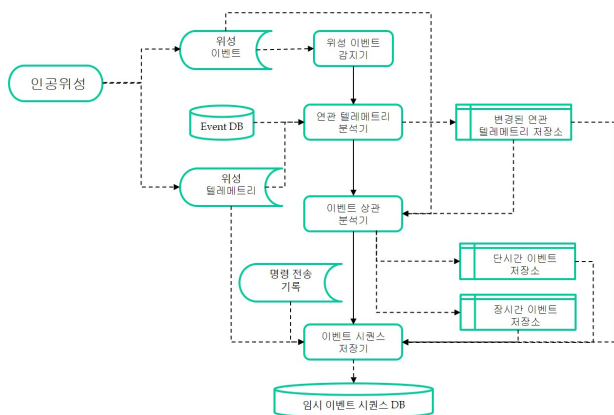 위성
이벤트
위성 이벤트
감지기
인공위성
Event DB
연관 텔레메트리
분석기
변경된 연관
텔레메트리 저장소
위성
텔레메트리
이벤트 상관
분석기
단시간 이벤트
저장소
명령 전송
기록
장시간 이벤트
저장소
이벤트 시퀀스
저장기
임시 이벤트 시퀀스 DB